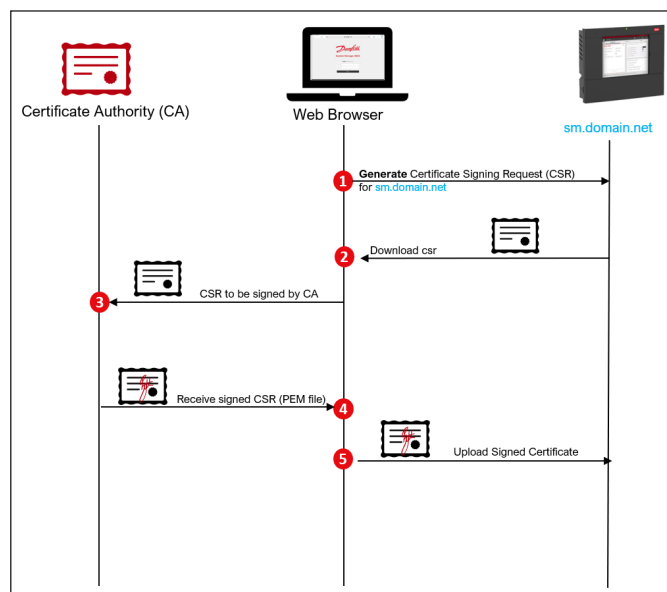 Danfoss
Certificate Authority (CA)
Web Browser
sm.domain.net
1
Generate Certificate Signing Request (CSR)
for sm.domain.net
2
Download csr
3
CSR to be signed by CA
Receive signed CSR (PEM file)
4
5
Upload Signed Certificate